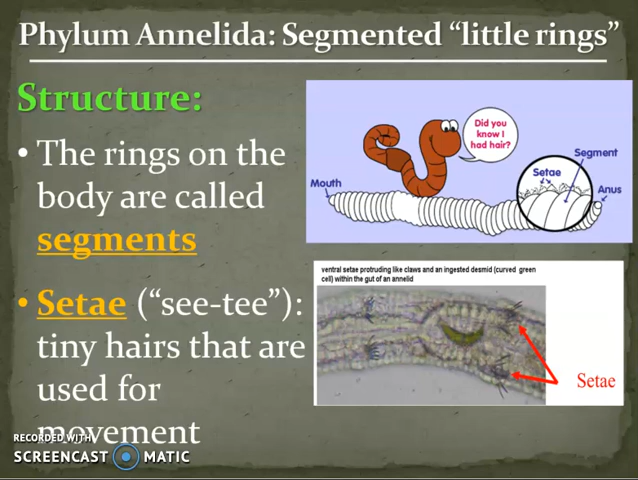 Phylum Annelida: Segmented “little rings”
Structure:
• The rings on the
body are called
segments
• Setae (“see-tee”):
tiny hairs that are
used for
movement
Did you
know I
had hair?
Mouth
Setae
Segment
Anus
ventral setae protruding like claws and an ingested desmid (curved green
cell) within the gut of an annelid
Setae
RECORDED WITH
SCREENCAST MATIC